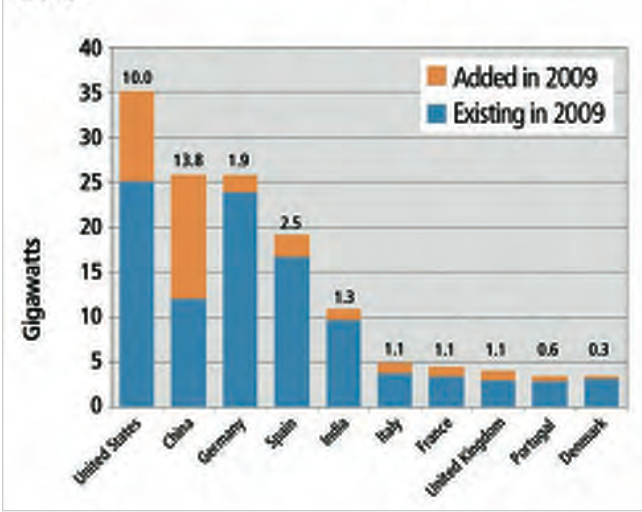 40
35
30
25
20
15
10
5
0
Gigawatts
Added in 2009
Existing in 2009
10.0
13.8
1.9
2.5
1.3
1.1
1.1
1.1
0.6
0.3
United States
China
Germany
Spain
India
Italy
France
United Kingdom
Portugal
Denmark